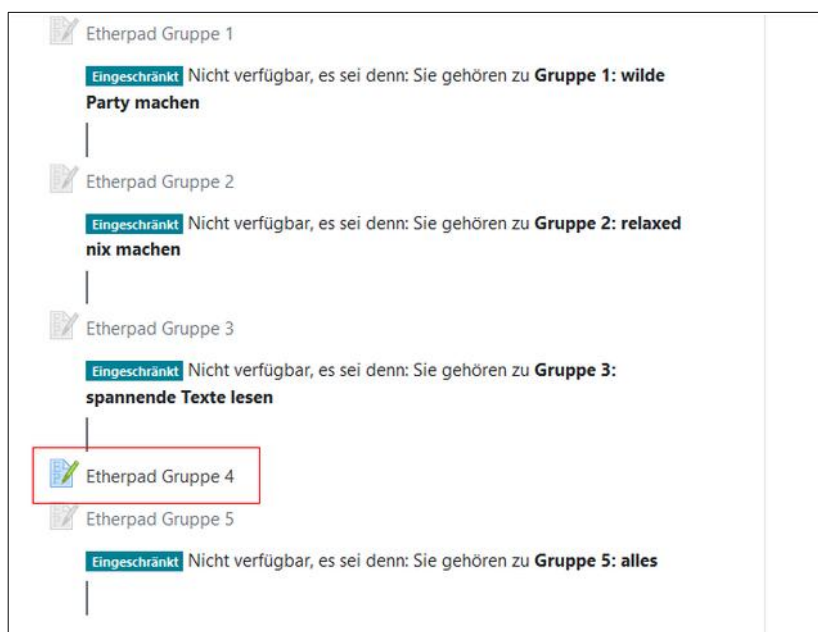 Etherpad Gruppe 1
Eingeschränkt Nicht verfügbar, es sei denn: Sie gehören zu Gruppe 1: wilde
Party machen
Etherpad Gruppe 2
Eingeschränkt Nicht verfügbar, es sei denn: Sie gehören zu Gruppe 2: relaxed
nix machen
Etherpad Gruppe 3
Eingeschränkt Nicht verfügbar, es sei denn: Sie gehören zu Gruppe 3:
spannende Texte lesen
Etherpad Gruppe 4
Etherpad Gruppe 5
Eingeschränkt Nicht verfügbar, es sei denn: Sie gehören zu Gruppe 5: alles